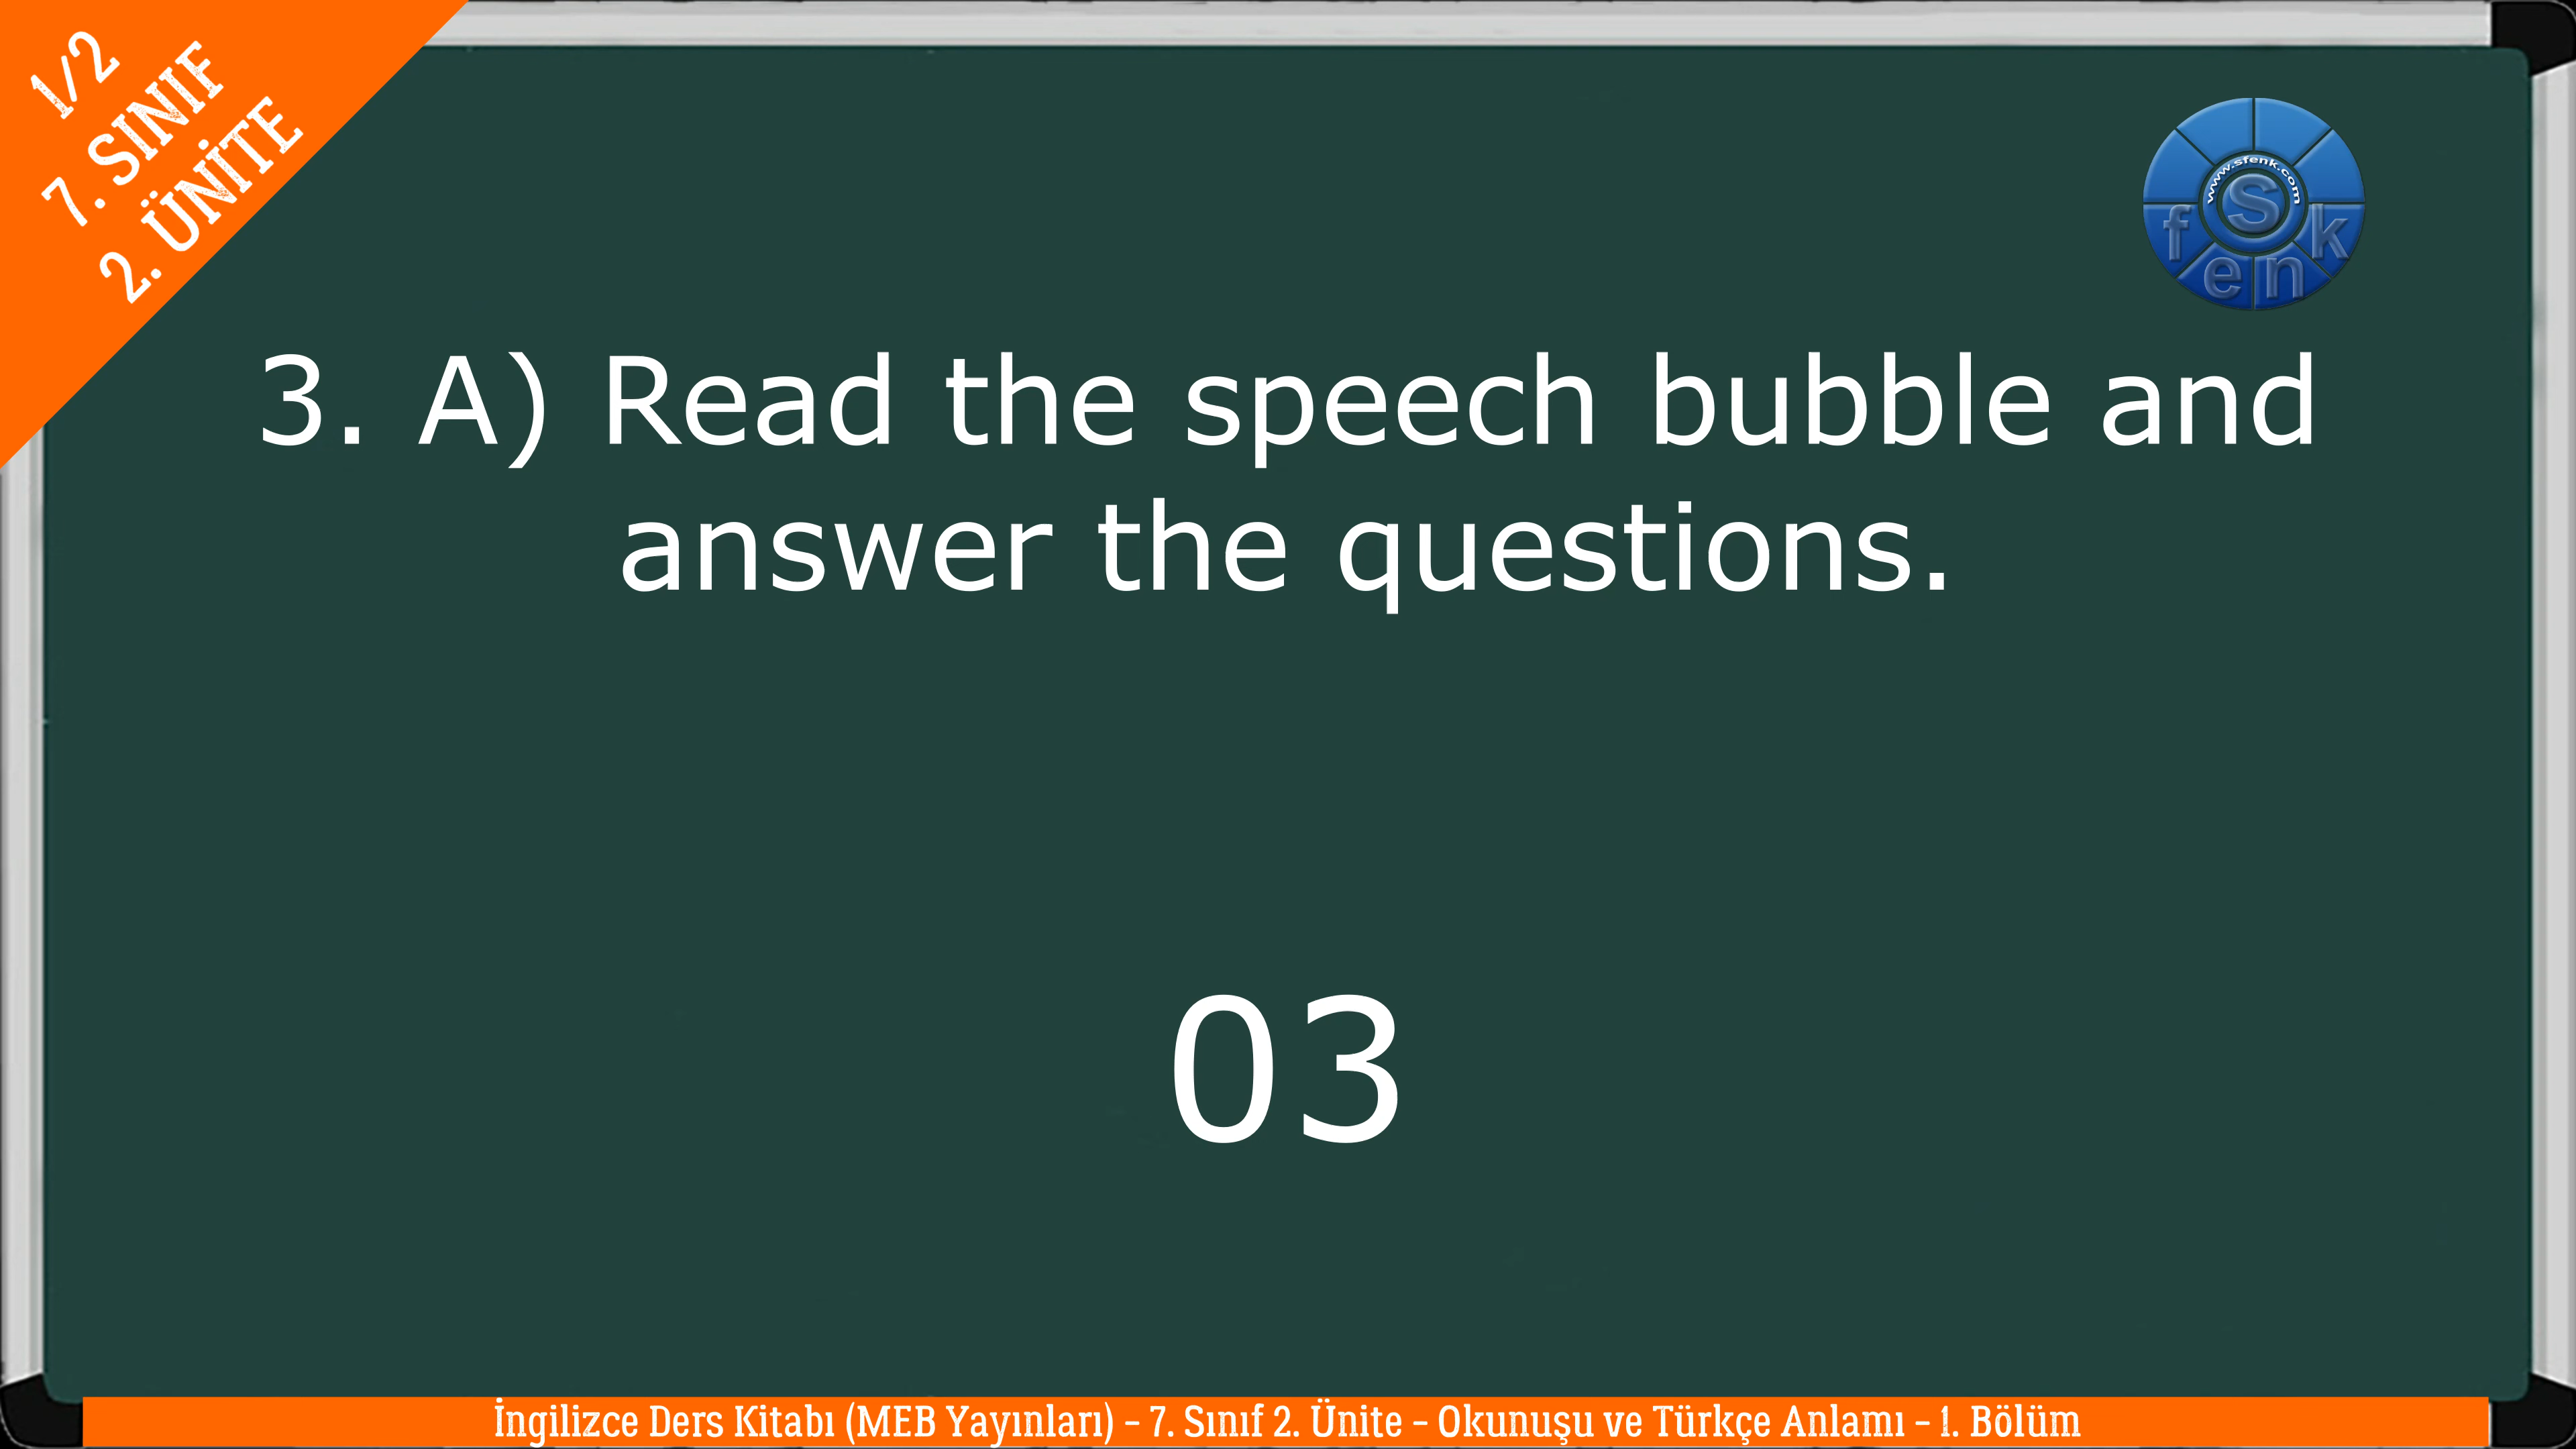 1/2
7. SINIF
2. ÜNİTE
www.sfenk.com
S
f e n k
3. A) Read the speech bubble and
answer the questions.
03
İngilizce Ders Kitabı (MEB Yayınları) – 7. Sınıf 2. Ünite – Okunuşu ve Türkçe Anlamı – 1. Bölüm